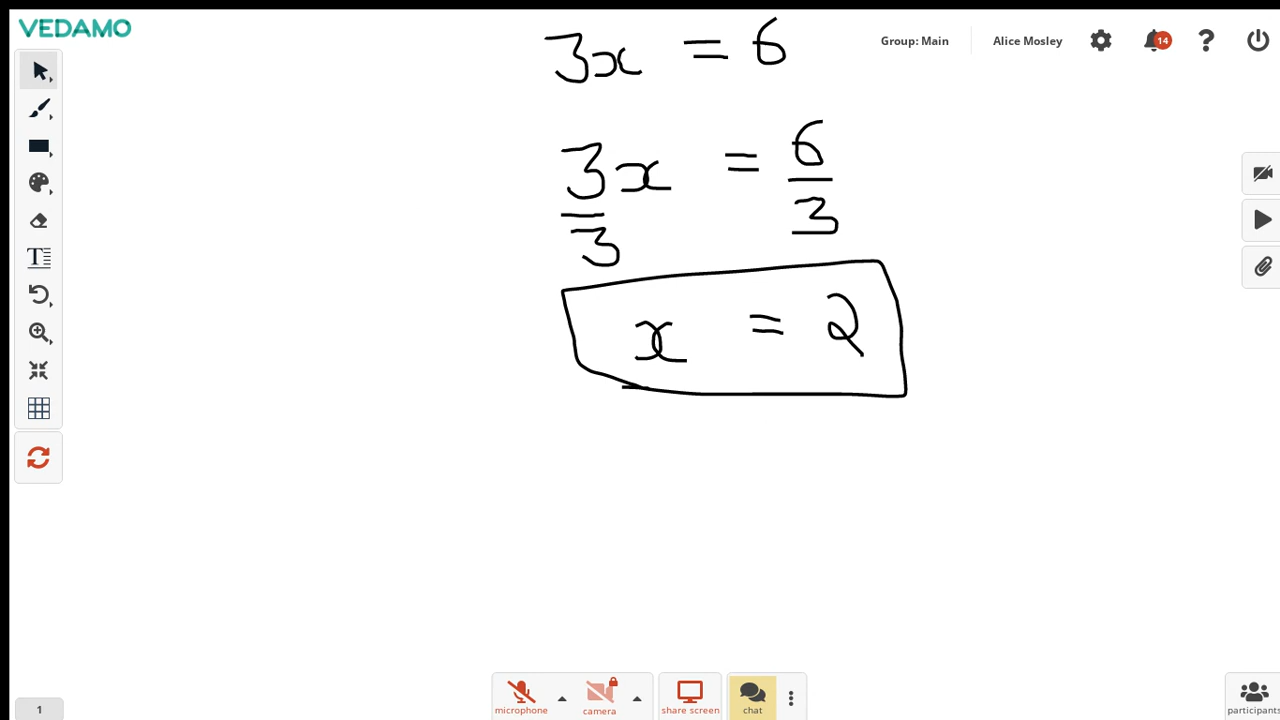 VEDAMO
Group: Main
Alice Mosley
14
?
3x = 6
3x/3 = 6/3
x = 2
T
1
microphone
camera
share screen
chat
participants